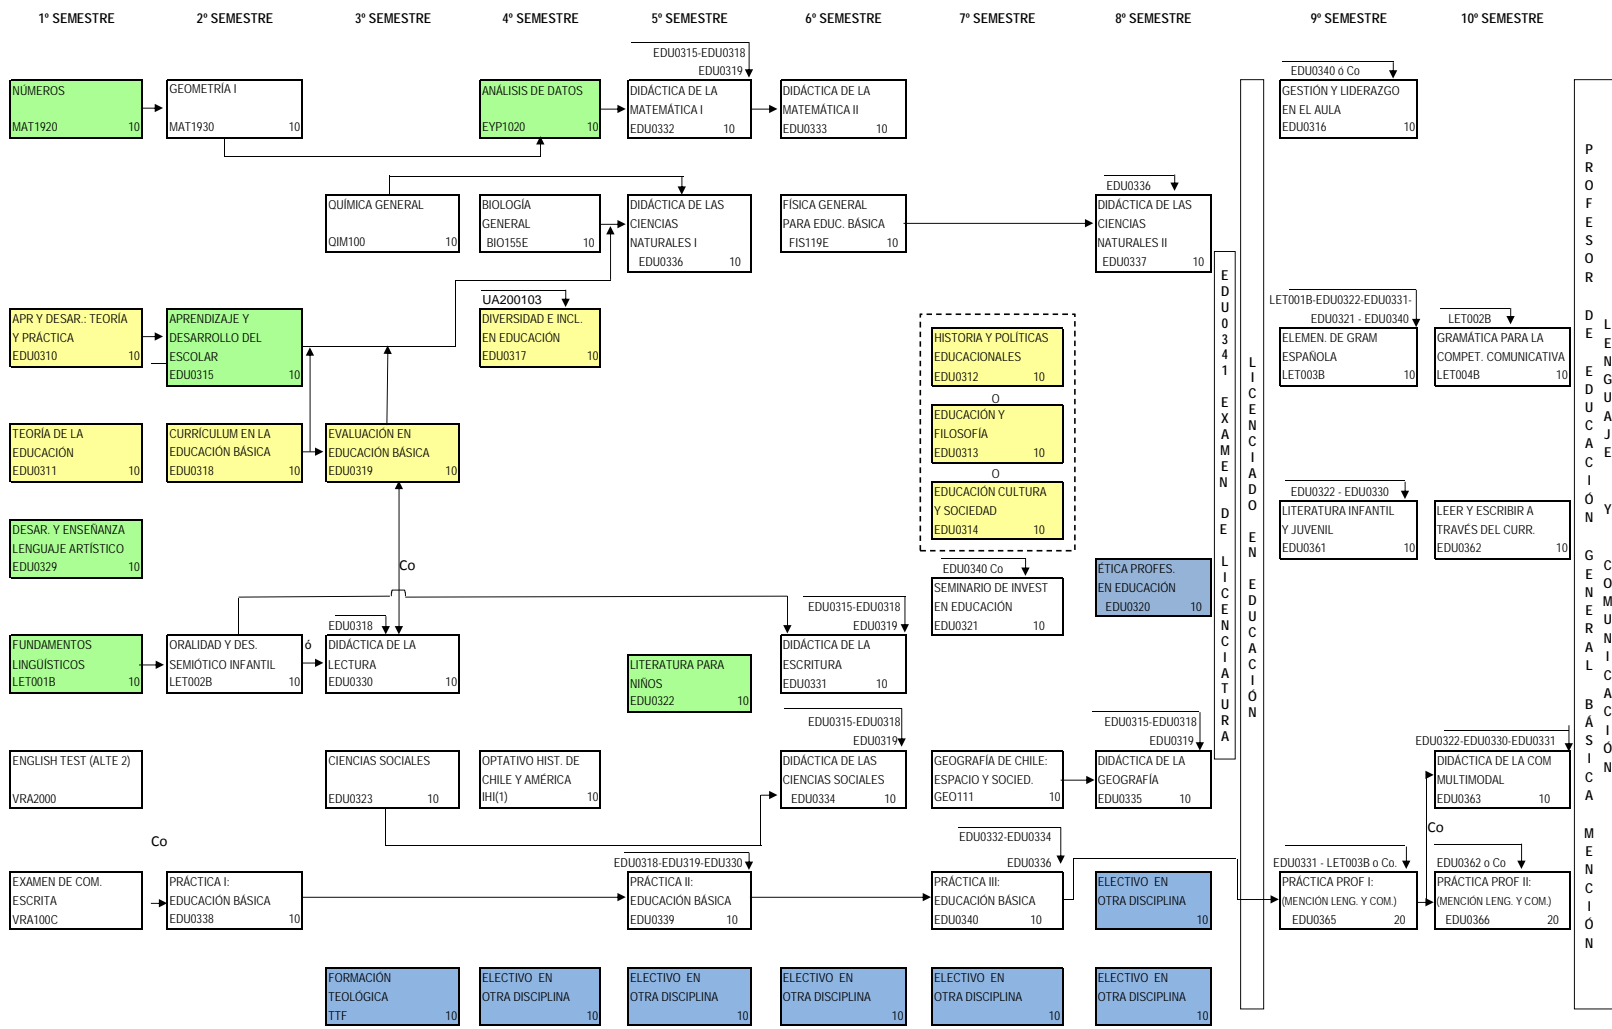 1º SEMESTRE 2º SEMESTRE 3º SEMESTRE 4º SEMESTRE 5º SEMESTRE 6º SEMESTRE 7º SEMESTRE 8º SEMESTRE 9º SEMESTRE 10º SEMESTRE
EDU0315-EDU0318
EDU0319
EDU0340 ó Co
NÚMEROS
MAT1920 10
GEOMETRÍA I
MAT1930 10
ANÁLISIS DE DATOS
EYP1020 10
DIDÁCTICA DE LA
MATEMÁTICA I
EDU0332 10
DIDÁCTICA DE LA
MATEMÁTICA II
EDU0333 10
GESTIÓN Y LIDERAZGO
EN EL AULA
EDU0316 10
EDU0336
QUÍMICA GENERAL
QIM100 10
BIOLOGÍA
GENERAL
BIO155E 10
DIDÁCTICA DE LAS
CIENCIAS
NATURALES I
EDU0336 10
FÍSICA GENERAL
PARA EDUC. BÁSICA
FIS119E 10
DIDÁCTICA DE LAS
CIENCIAS
NATURALES II
EDU0337 10
UA200103
LET001B-EDU0322-EDU0331-
EDU0321 - EDU0340
LET002B
APR Y DESAR.: TEORÍA
Y PRÁCTICA
EDU0310 10
APRENDIZAJE Y
DESARROLLO DEL
ESCOLAR
EDU0315 10
DIVERSIDAD E INCL.
EN EDUCACIÓN
EDU0317 10
HISTORIA Y POLÍTICAS
EDUCACIONALES
EDU0312 10
O
EDUCACIÓN Y
FILOSOFÍA
EDU0313 10
O
EDUCACIÓN CULTURA
Y SOCIEDAD
EDU0314 10
ELEMEN. DE GRAM
ESPAÑOLA
LET003B 10
GRAMÁTICA PARA LA
COMPET. COMUNICATIVA
LET004B 10
TEORÍA DE LA
EDUCACIÓN
EDU0311 10
CURRÍCULUM EN LA
EDUCACIÓN BÁSICA
EDU0318 10
EVALUACIÓN EN
EDUCACIÓN BÁSICA
EDU0319 10
EDU0322 - EDU0330
LITERATURA INFANTIL
Y JUVENIL
EDU0361 10
LEER Y ESCRIBIR A
TRAVÉS DEL CURR.
EDU0362 10
DESAR. Y ENSEÑANZA
LENGUAJE ARTÍSTICO
EDU0329 10
Co
EDU0340 Co
SEMINARIO DE INVEST
EN EDUCACIÓN
EDU0321 10
ÉTICA PROFES.
EN EDUCACIÓN
EDU0320 10
EDU0318
EDU0315-EDU0318
EDU0319
FUNDAMENTOS
LINGÜÍSTICOS
LET001B 10
ORALIDAD Y DES.
SEMIÓTICO INFANTIL
LET002B 10
ó
DIDÁCTICA DE LA
LECTURA
EDU0330 10
LITERATURA PARA
NIÑOS
EDU0322 10
DIDÁCTICA DE LA
ESCRITURA
EDU0331 10
EDU0315-EDU0318
EDU0319
EDU0315-EDU0318
EDU0319
EDU0322-EDU0330-EDU0331
ENGLISH TEST (ALTE 2)
VRA2000
CIENCIAS SOCIALES
EDU0323 10
OPTATIVO HIST. DE
CHILE Y AMÉRICA
IHI(1) 10
DIDÁCTICA DE LAS
CIENCIAS SOCIALES
EDU0334 10
GEOGRAFÍA DE CHILE:
ESPACIO Y SOCIED.
GEO111 10
DIDÁCTICA DE LA
GEOGRAFÍA
EDU0335 10
DIDÁCTICA DE LA COM
MULTIMODAL
EDU0363 10
Co
Co
EDU0318-EDU319-EDU330
EDU0332-EDU0334
EDU0336
EDU0331 - LET003B o Co.
EDU0362 o Co
EXAMEN DE COM.
ESCRITA
VRA100C
PRÁCTICA I:
EDUCACIÓN BÁSICA
EDU0338 10
PRÁCTICA II:
EDUCACIÓN BÁSICA
EDU0339 10
PRÁCTICA III:
EDUCACIÓN BÁSICA
EDU0340 10
ELECTIVO EN
OTRA DISCIPLINA
10
PRÁCTICA PROF I:
(MENCIÓN LENG. Y COM.)
EDU0365 20
PRÁCTICA PROF II:
(MENCIÓN LENG. Y COM.)
EDU0366 20
FORMACIÓN
TEOLÓGICA
TTF 10
ELECTIVO EN
OTRA DISCIPLINA
10
ELECTIVO EN
OTRA DISCIPLINA
10
ELECTIVO EN
OTRA DISCIPLINA
10
ELECTIVO EN
OTRA DISCIPLINA
10
ELECTIVO EN
OTRA DISCIPLINA
10
EDU0341 EXAMEN DE LICENCIATURA
LICENCIADO EN EDUCACIÓN
PROFESOR DE EDUCACIÓN GENERAL BÁSICA MENCIÓN
LENGUAJE Y COMUNICACIÓN